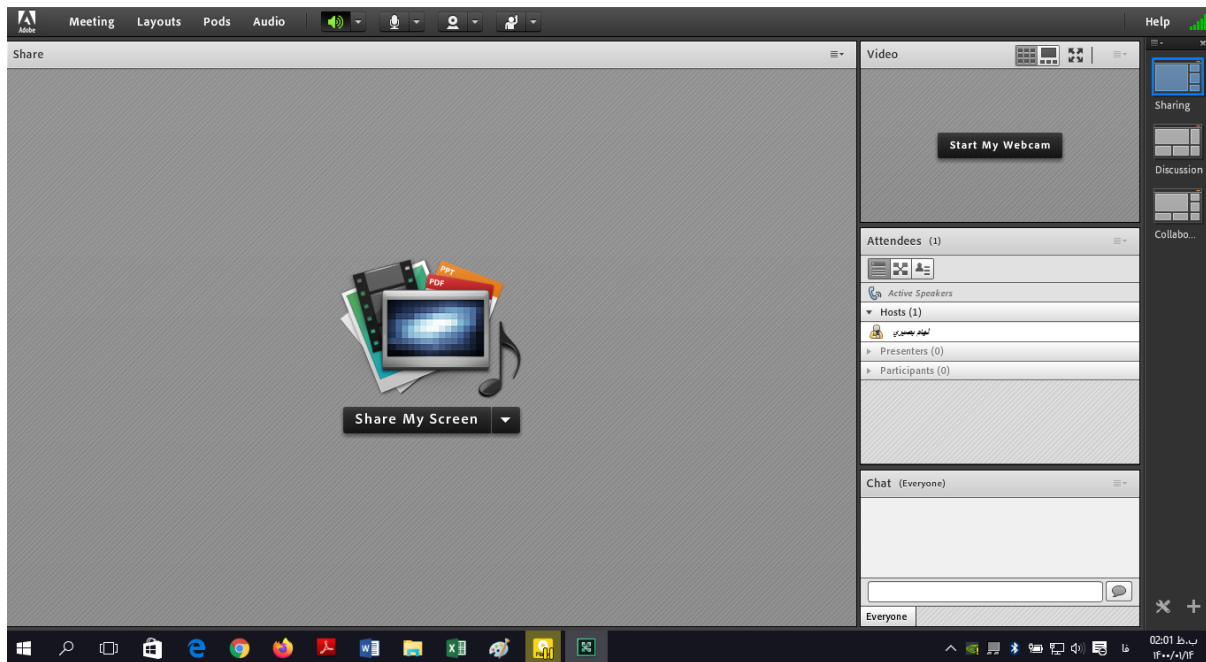 Adobe
Meeting Layouts Pods Audio Help
Share
Video
PPT
PDF
Share My Screen
Start My Webcam
Attendees (1)
Active Speakers
Hosts (1)
Presenters (0)
Participants (0)
Chat (Everyone)
Everyone
Sharing
Discussion
Collabo...
فا
02:01 ب.ظ
۱۴۰۰/۰۱/۱۴